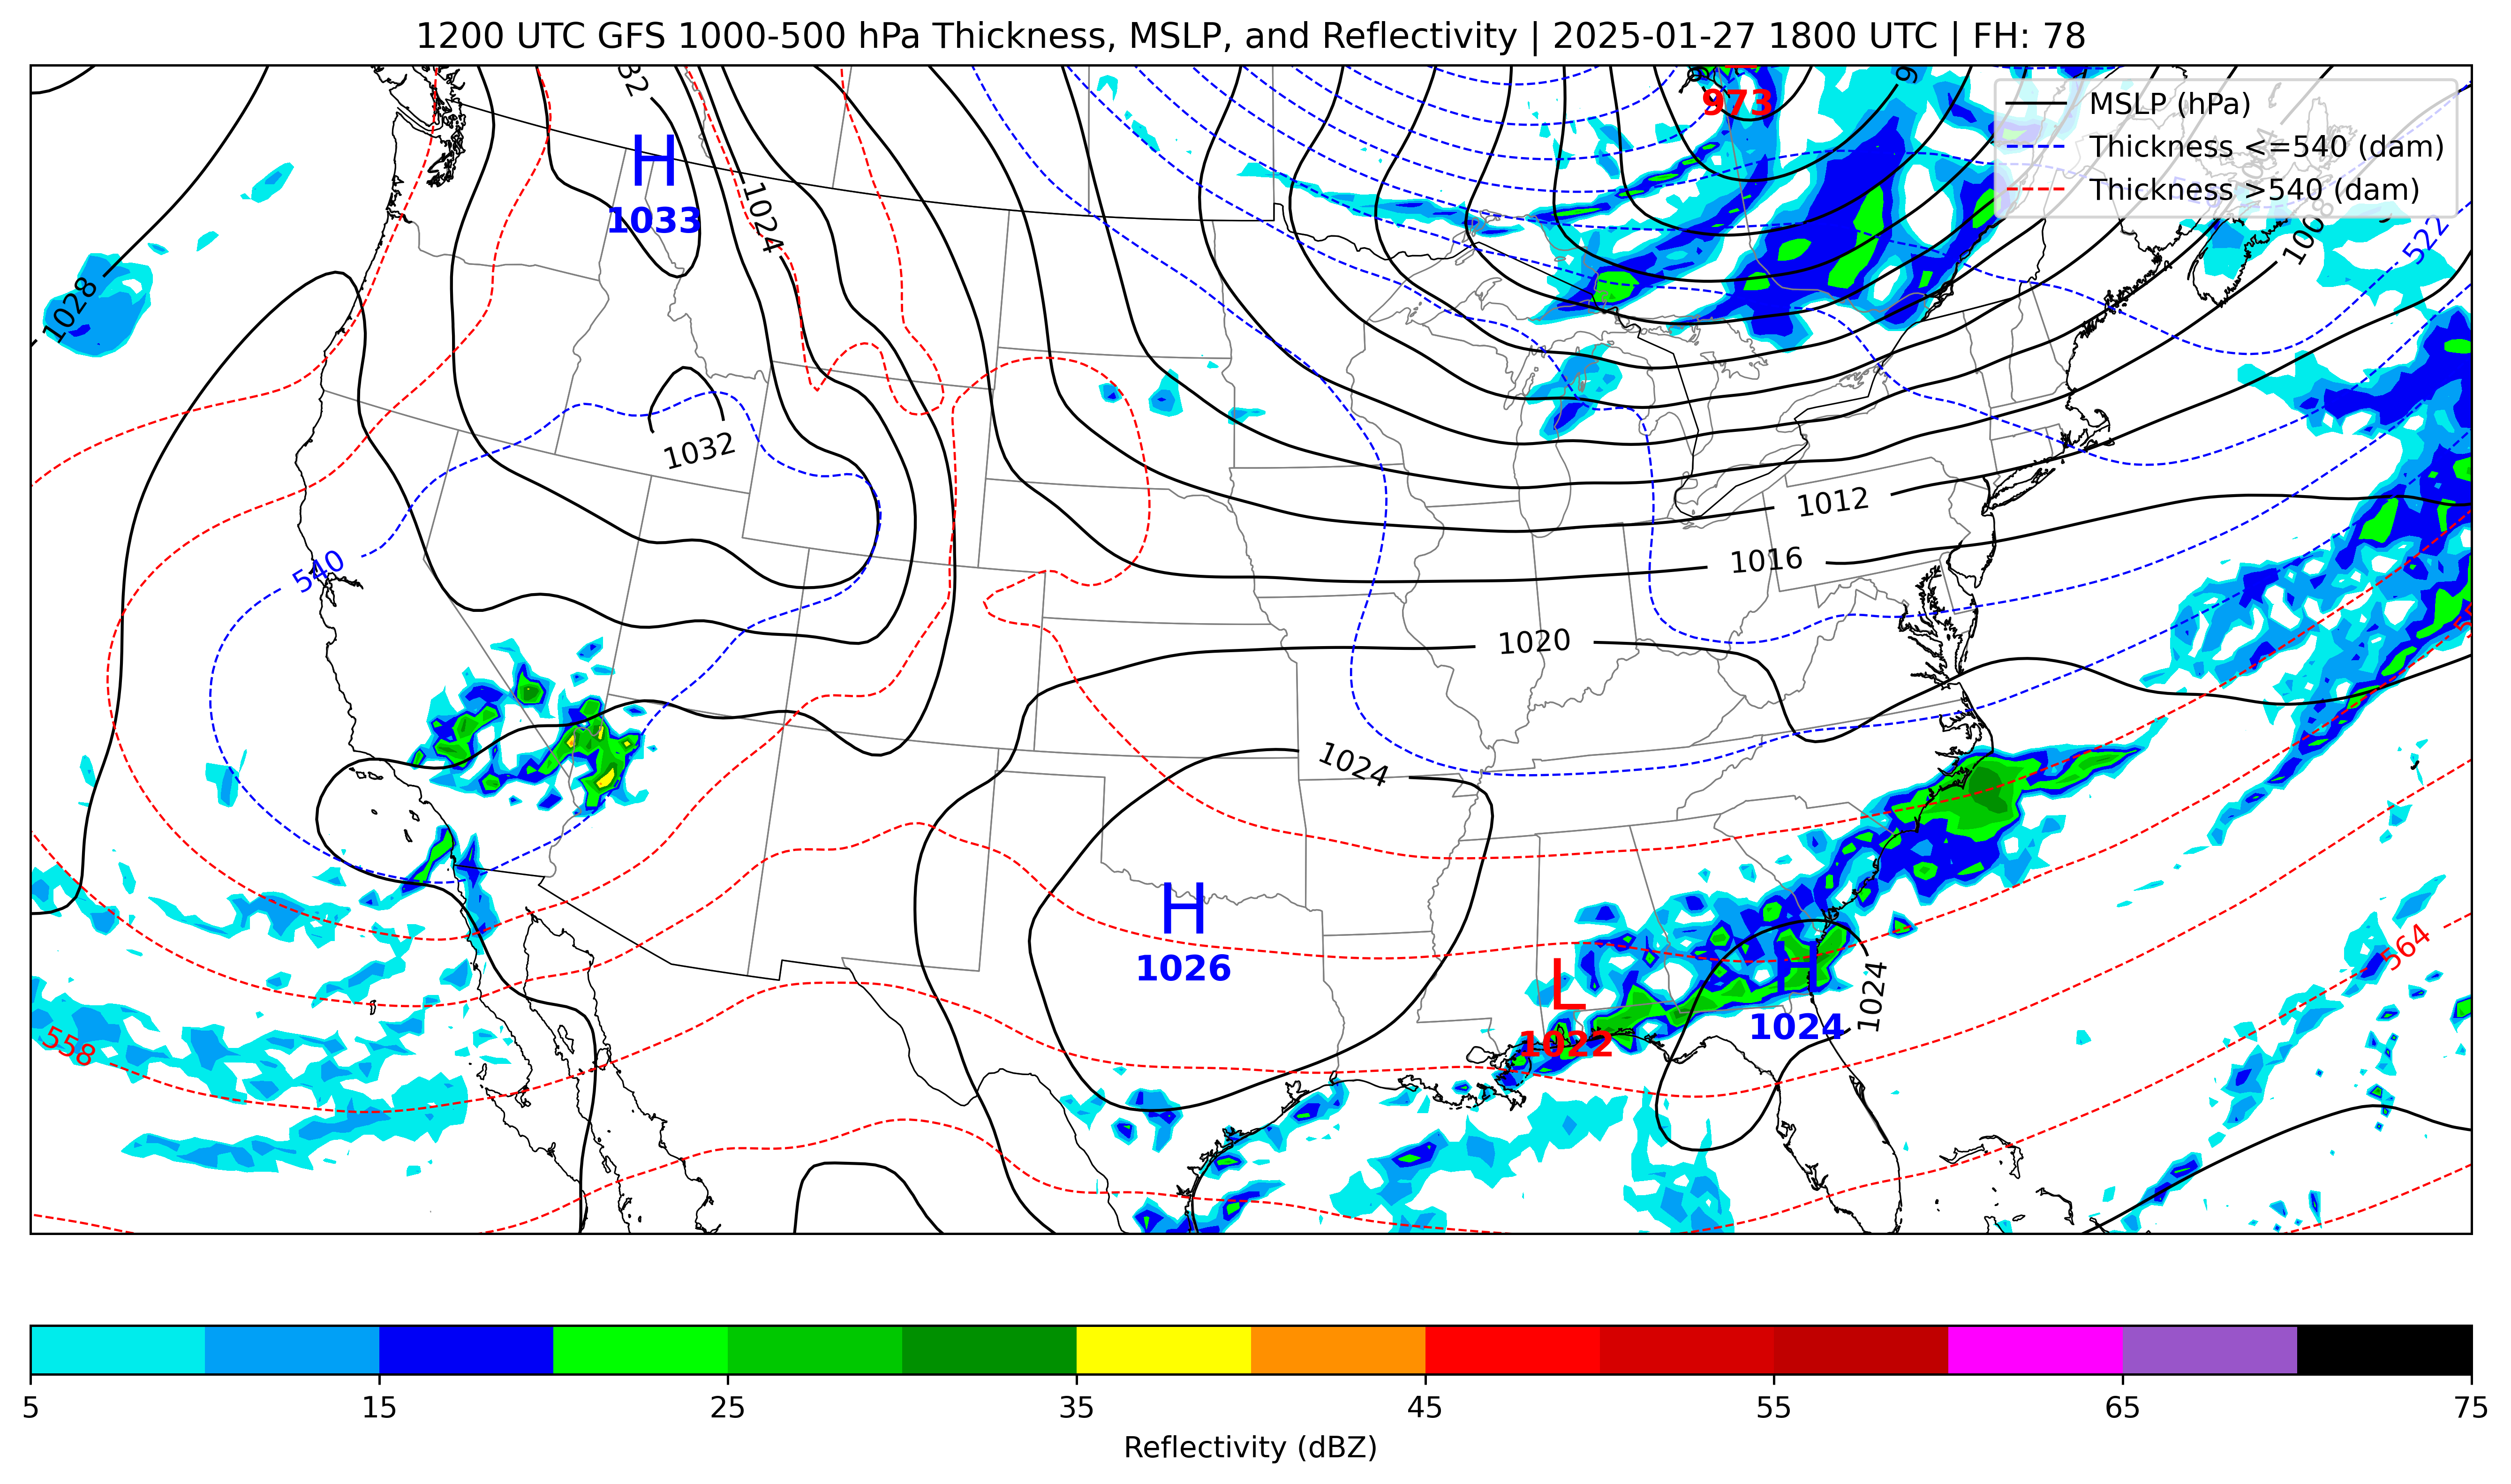 1200 UTC GFS 1000-500 hPa Thickness, MSLP, and Reflectivity | 2025-01-27 1800 UTC | FH: 78
MSLP (hPa)
Thickness <=540 (dam)
Thickness >540 (dam)
973
H
1033
1024
1028
522
1032
1012
540
1016
1020
1024
H
1026
L
1022
H
1024
1024
564
558
5 15 25 35 45 55 65 75
Reflectivity (dBZ)